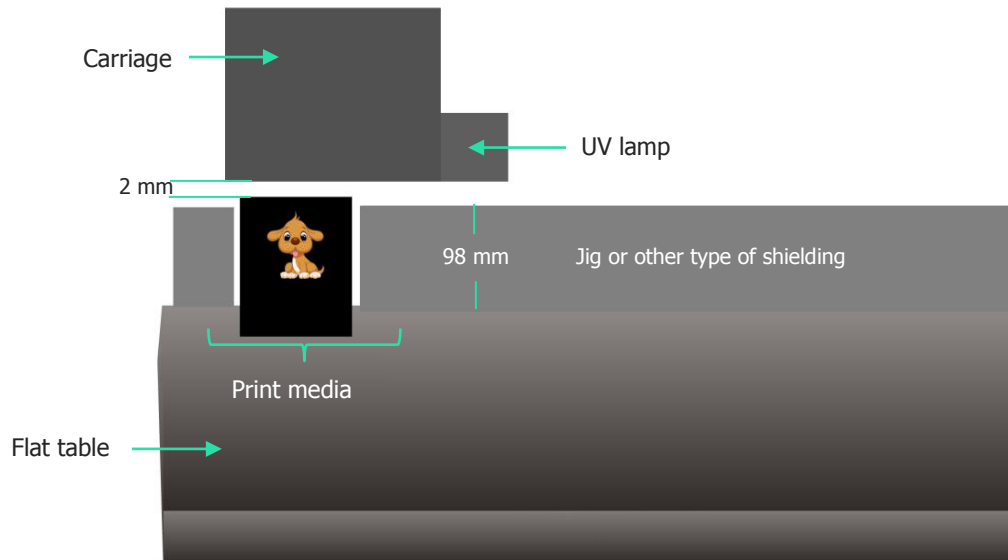 Carriage
UV lamp
2 mm
98 mm
Jig or other type of shielding
Print media
Flat table